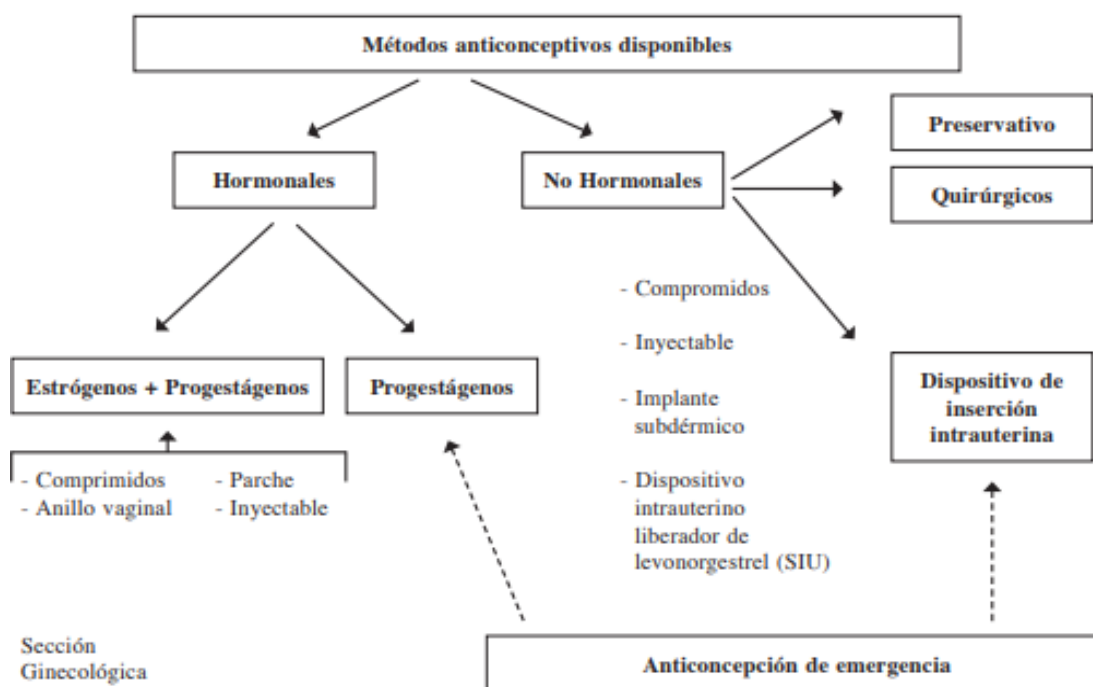 Métodos anticonceptivos disponibles
Preservativo
Hormonales
No Hormonales
Quirúrgicos
- Compromidos
- Inyectable
Estrógenos + Progestágenos
Progestágenos
- Implante
subdérmico
Dispositivo de
inserción
intrauterina
- Comprimidos - Parche
- Anillo vaginal - Inyectable
- Dispositivo
intrauterino
liberador de
levonorgestrel (SIU)
Sección
Ginecológica
Anticoncepción de emergencia